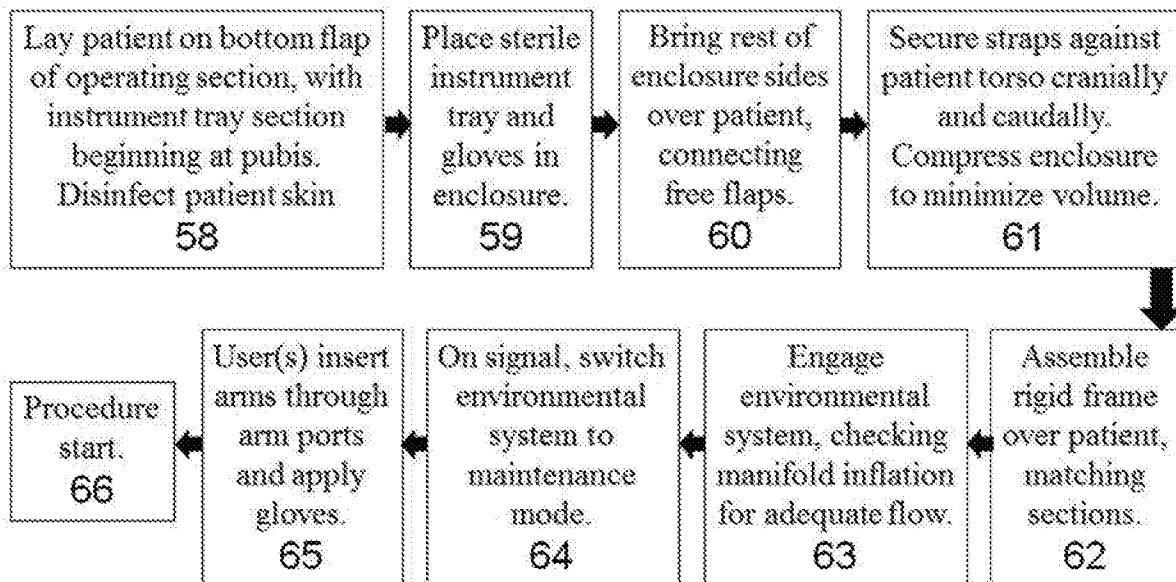 Lay patient on bottom flap
of operating section, with
instrument tray section
beginning at pubis.
Disinfect patient skin
58
Place sterile
instrument
tray and
gloves in
enclosure.
59
Bring rest of
enclosure sides
over patient,
connecting
free flaps.
60
Secure straps against
patient torso cranially
and caudally.
Compress enclosure
to minimize volume.
61
Assemble
rigid frame
over patient,
matching
sections.
62
Engage
environmental
system, checking
manifold inflation
for adequate flow.
63
On signal, switch
environmental
system to
maintenance
mode.
64
User(s) insert
arms through
arm ports
and apply
gloves.
65
Procedure
start.
66